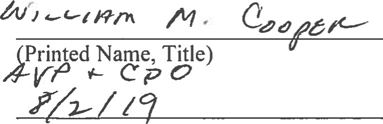 William M. Cooper
(Printed Name, Title)
AVP + CPO
8/2/19